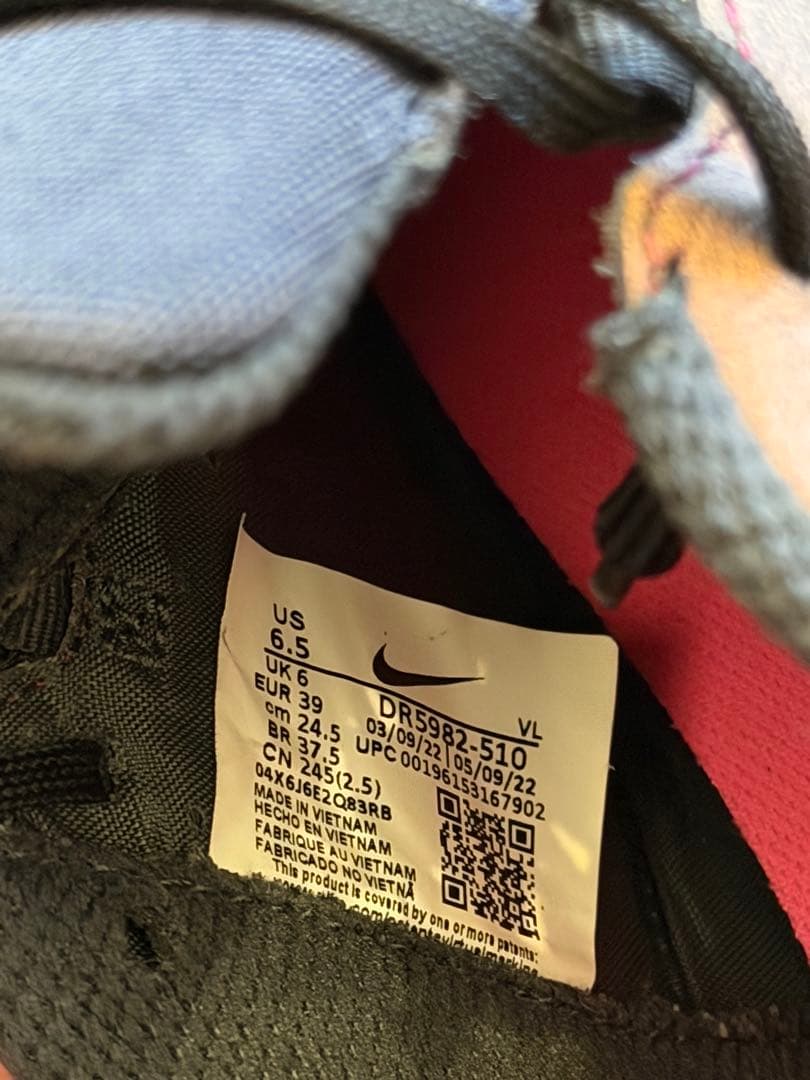 US
6.5
UK 6
EUR 39
cm 24.5
BR 37.5
CN 245(2.5)
VL
DR5982-510
03/09/22 | 05/09/22
UPC 00196153167902
04X6J6E2Q83RB
MADE IN VIETNAM
HECHO EN VIETNAM
FABRIQUE AU VIETNAM
FABRICADO NO VIETNÃ
This product is covered by one or more patents: